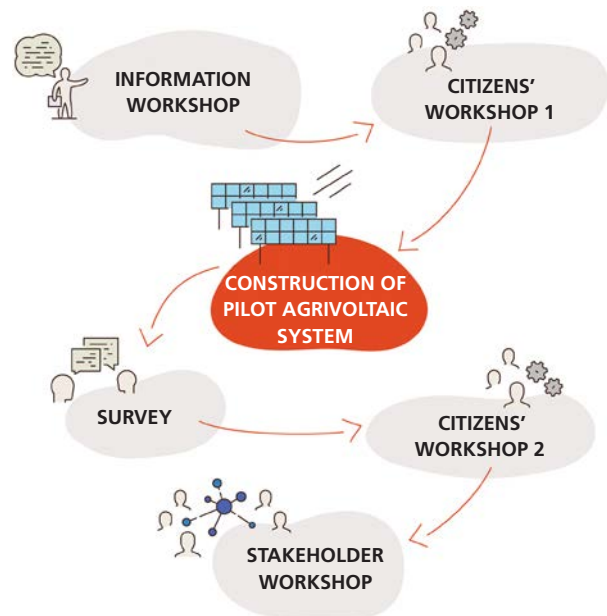 INFORMATION
WORKSHOP
CITIZENS’
WORKSHOP 1
CONSTRUCTION OF
PILOT AGRIVOLTAIC
SYSTEM
SURVEY
CITIZENS’
WORKSHOP 2
STAKEHOLDER
WORKSHOP